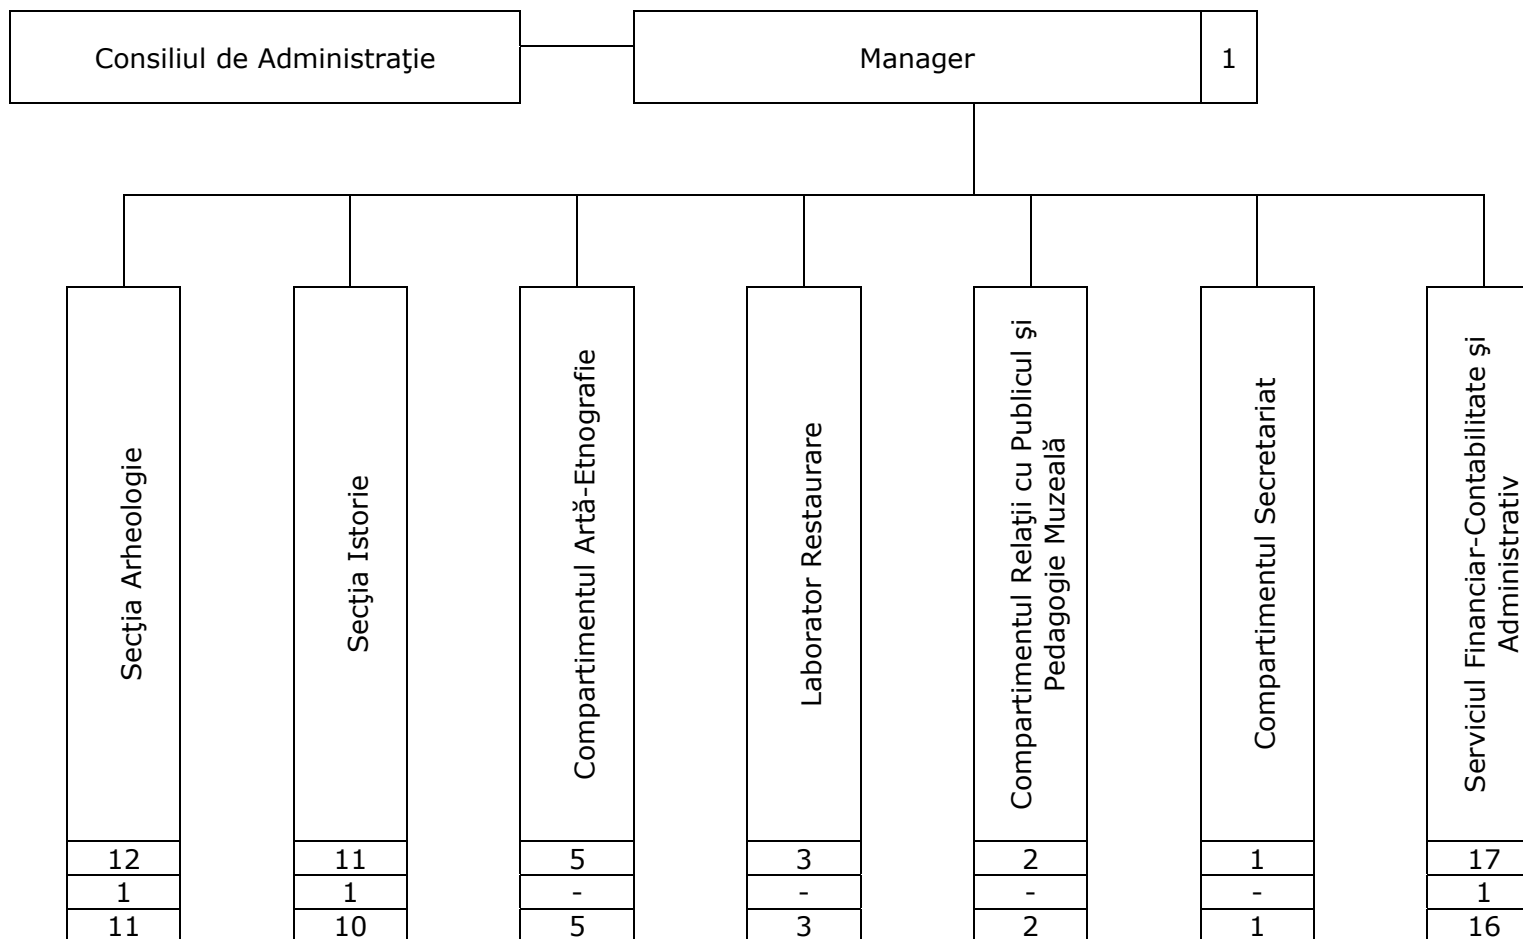 Consiliul de Administraţie
Manager
1
Secţia Arheologie
Secţia Istorie
Compartimentul Artă-Etnografie
Laborator Restaurare
Compartimentul Relaţii cu Publicul şi
Pedagogie Muzeală
Compartimentul Secretariat
Serviciul Financiar-Contabilitate şi
Administrativ
12 11 5 3 2 1 17
1 1 - - - - 1
11 10 5 3 2 1 16